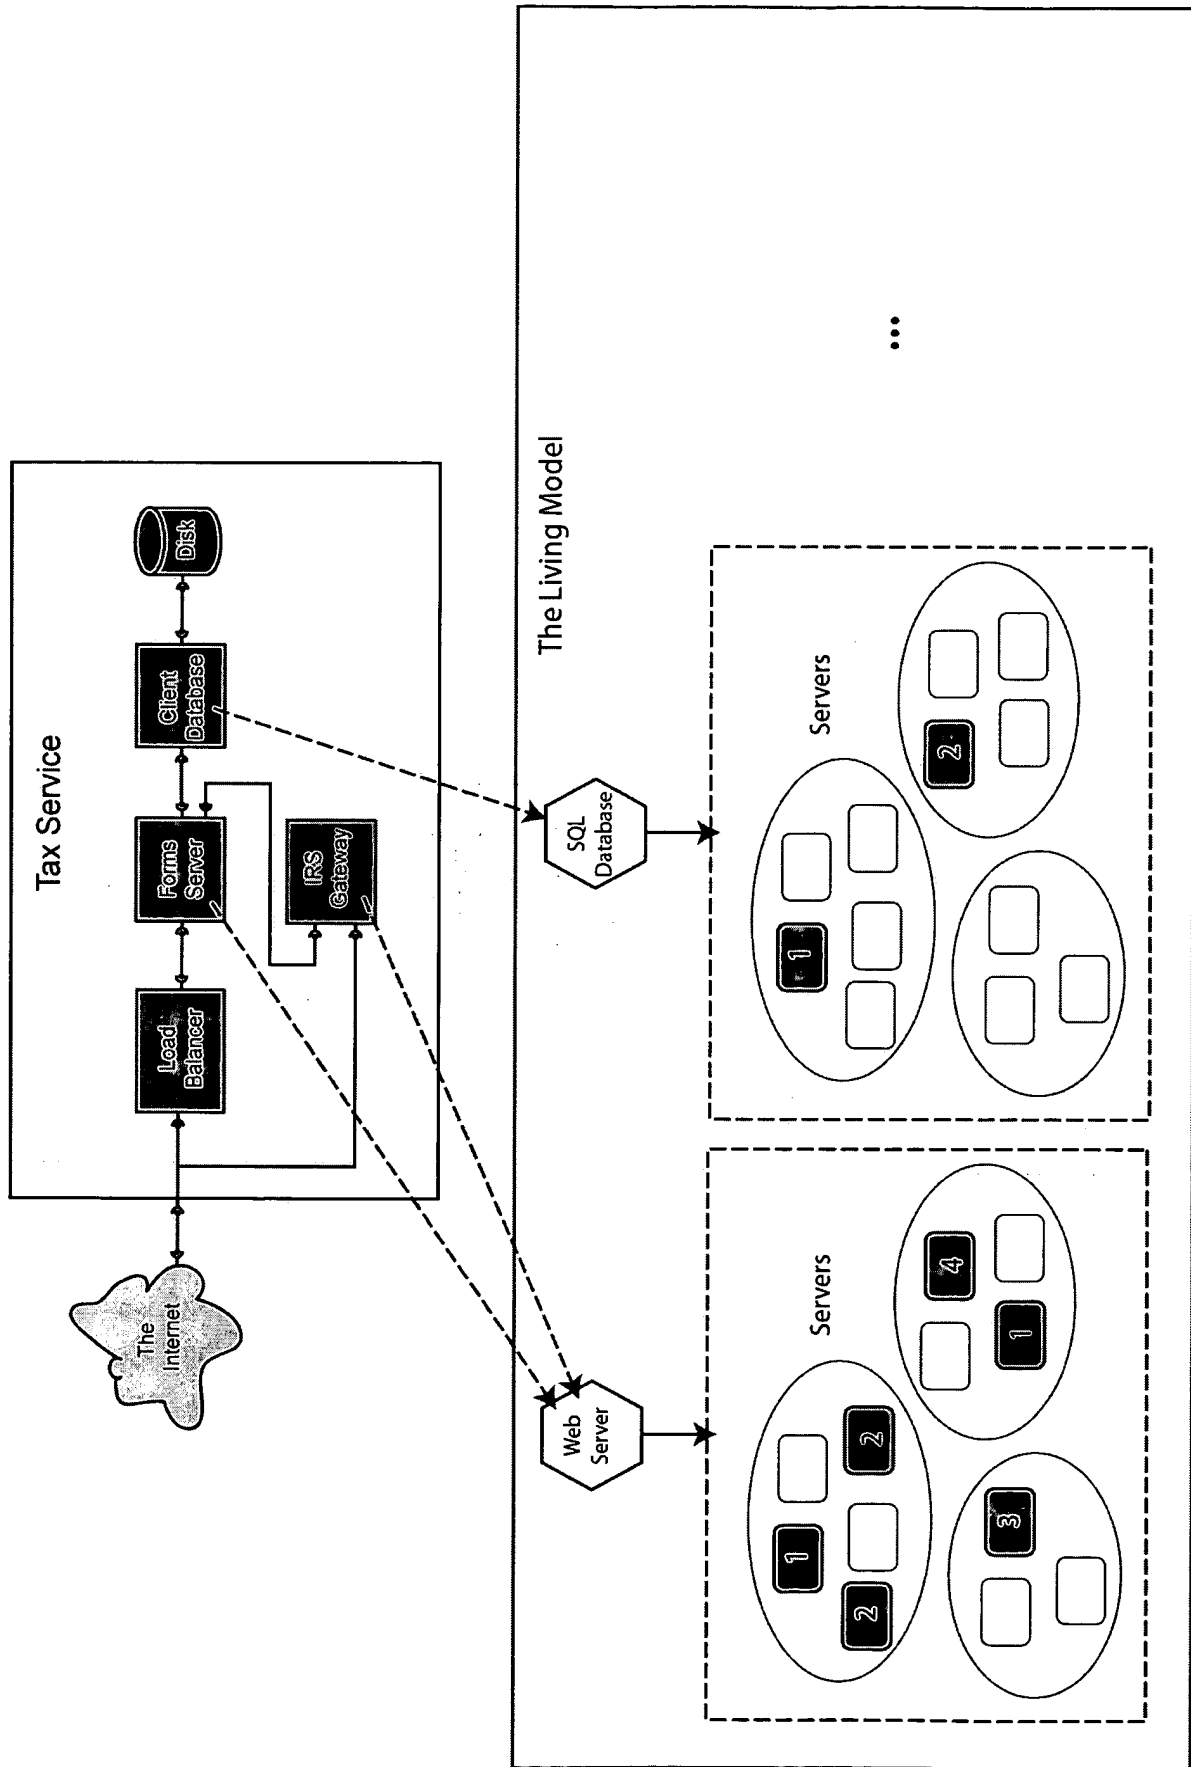 Tax Service
The
Internet
Load
Balancer
Forms
Server
Client
Database
Disk
IRS
Gateway
The Living Model
Web
Server
SQL
Database
Servers
1
2
2
4
1
3
Servers
1
2
...